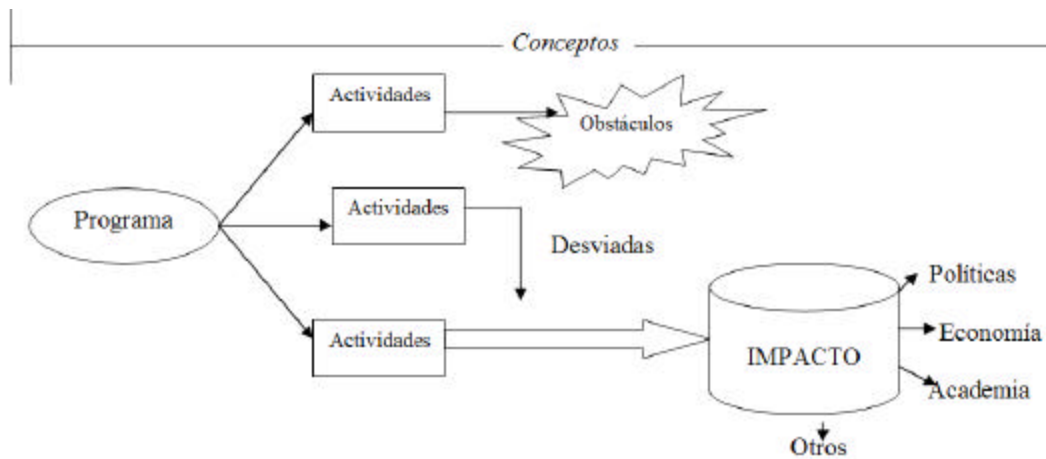 Conceptos
Actividades
Obstáculos
Programa
Actividades
Desviadas
Actividades
IMPACTO
Políticas
Economía
Academia
Otros